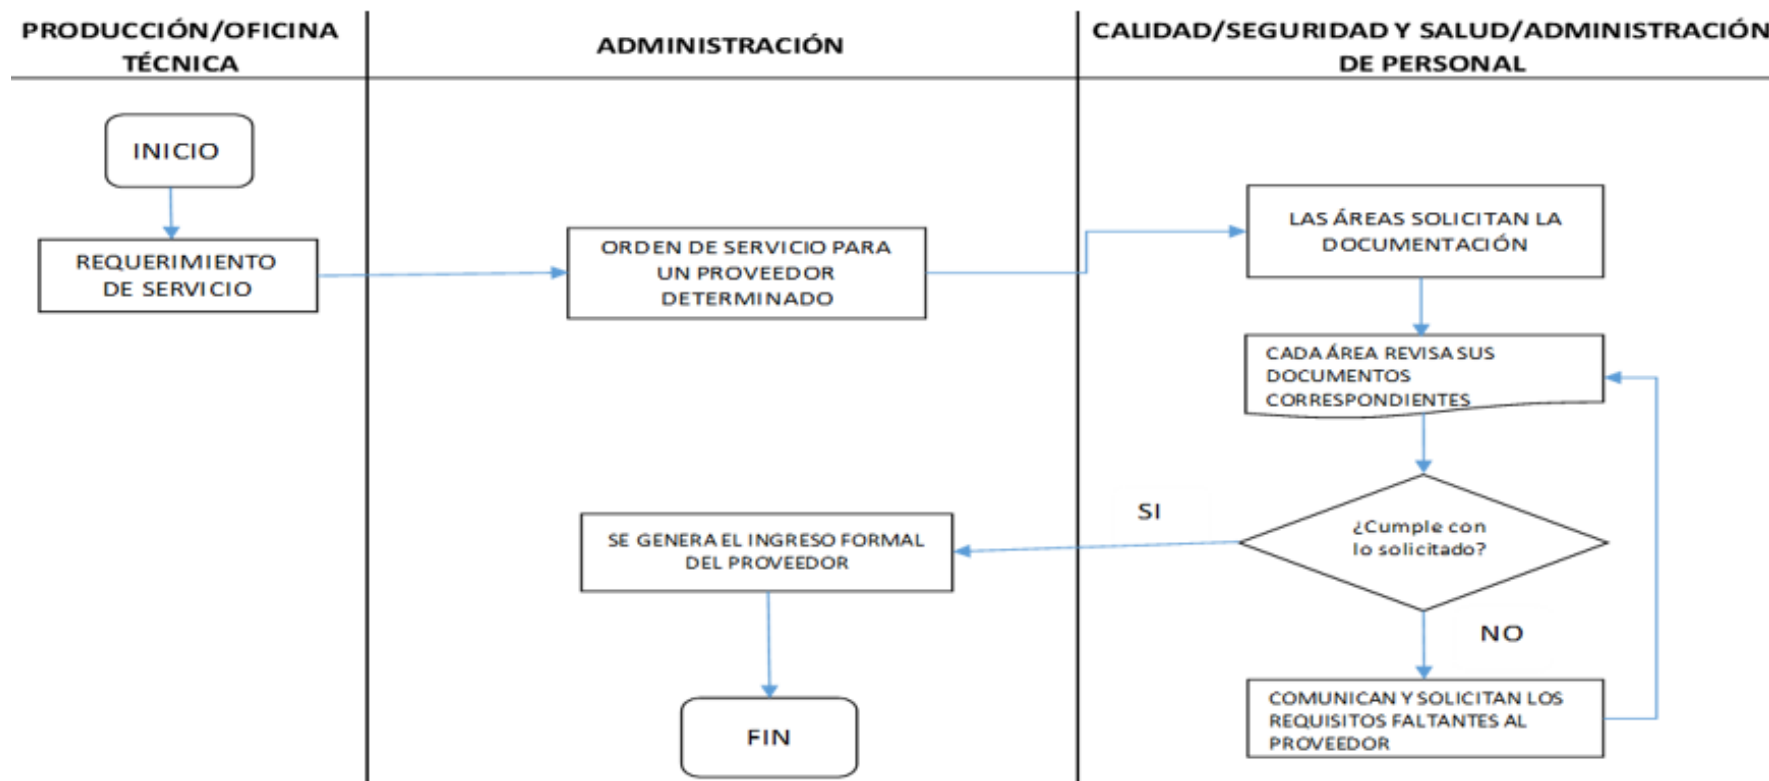 PRODUCCIÓN/OFICINA
TÉCNICA
ADMINISTRACIÓN
CALIDAD/SEGURIDAD Y SALUD/ADMINISTRACIÓN
DE PERSONAL
INICIO
REQUERIMIENTO
DE SERVICIO
ORDEN DE SERVICIO PARA
UN PROVEEDOR
DETERMINADO
LAS ÁREAS SOLICITAN LA
DOCUMENTACIÓN
CADA ÁREA REVISA SUS
DOCUMENTOS
CORRESPONDIENTES
¿Cumple con
lo solicitado?
SI
SE GENERA EL INGRESO FORMAL
DEL PROVEEDOR
NO
COMUNICAN Y SOLICITAN LOS
REQUISITOS FALTANTES AL
PROVEEDOR
FIN